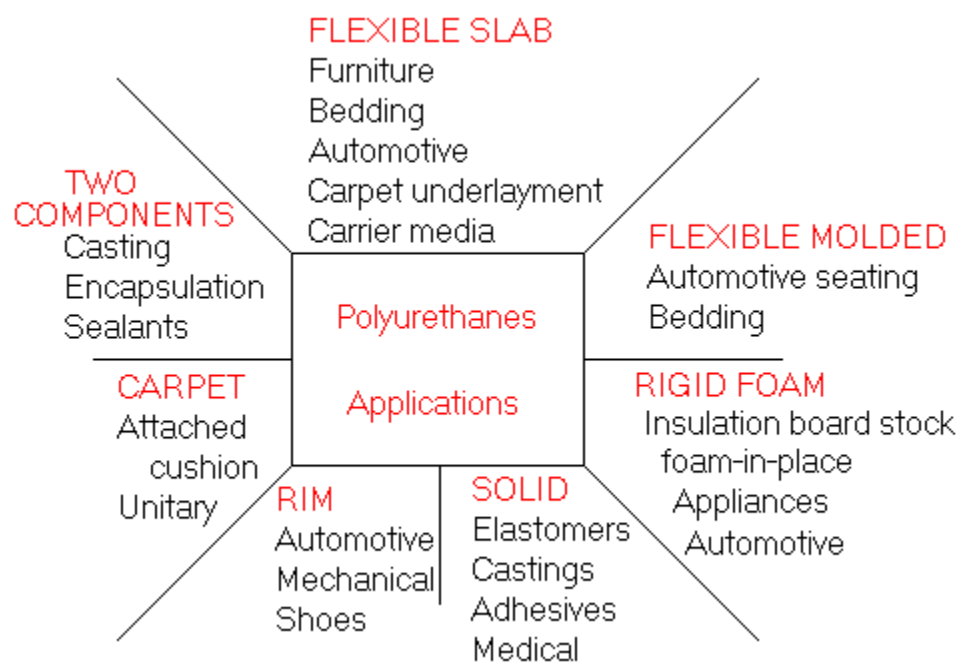 FLEXIBLE SLAB
Furniture
Bedding
Automotive
Carpet underlayment
Carrier media
TWO
COMPONENTS
Casting
Encapsulation
Sealants
FLEXIBLE MOLDED
Automotive seating
Bedding
Polyurethanes
Applications
CARPET
Attached
cushion
Unitary
RIGID FOAM
Insulation board stock
foam-in-place
Appliances
Automotive
RIM
Automotive
Mechanical
Shoes
SOLID
Elastomers
Castings
Adhesives
Medical